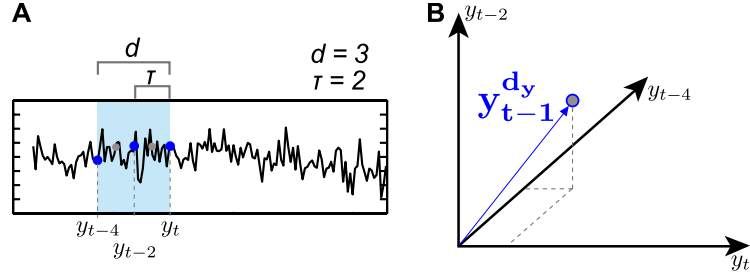 A
d
d = 3
τ
τ = 2
y_{t−4}
y_{t−2}
y_t
B
y_{t−2}
y_{t−4}
y_{t−1}^{d_y}
y_t